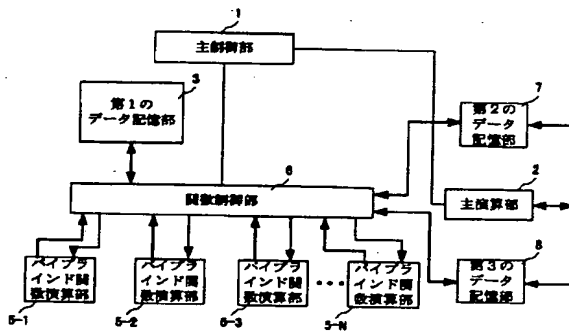 1
主制御部
3
第1の
データ記憶部
7
第2の
データ
記憶部
6
関数制御部
2
主演算部
8
第3の
データ
記憶部
パイプラ
インド関
数演算部
5-1
パイプラ
インド関
数演算部
5-2
パイプラ
インド関
数演算部
5-3
...
パイプラ
インド関
数演算部
5-N